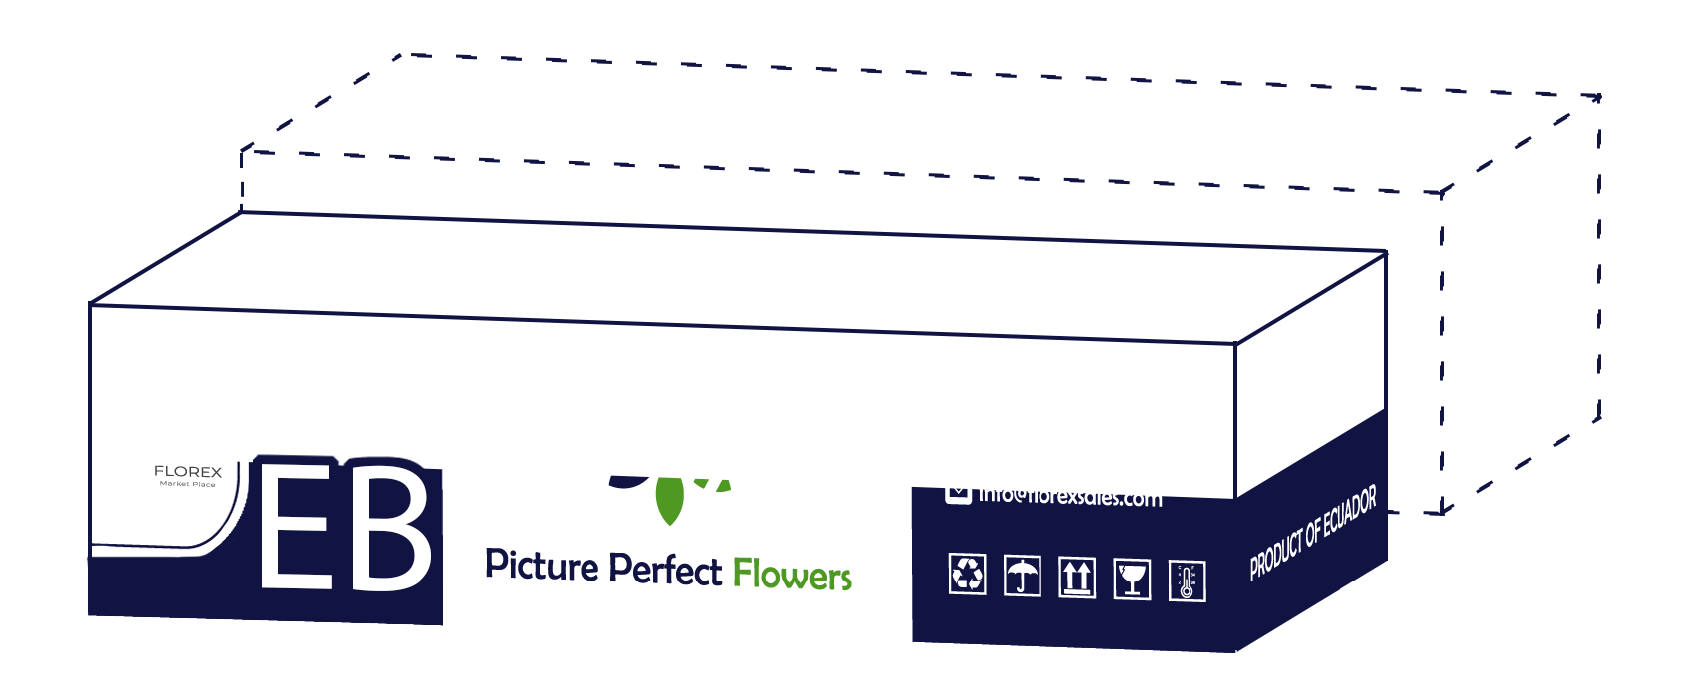 FLOREX
Market Place
EB
Picture Perfect Flowers
info@florexsales.com
PRODUCT OF ECUADOR